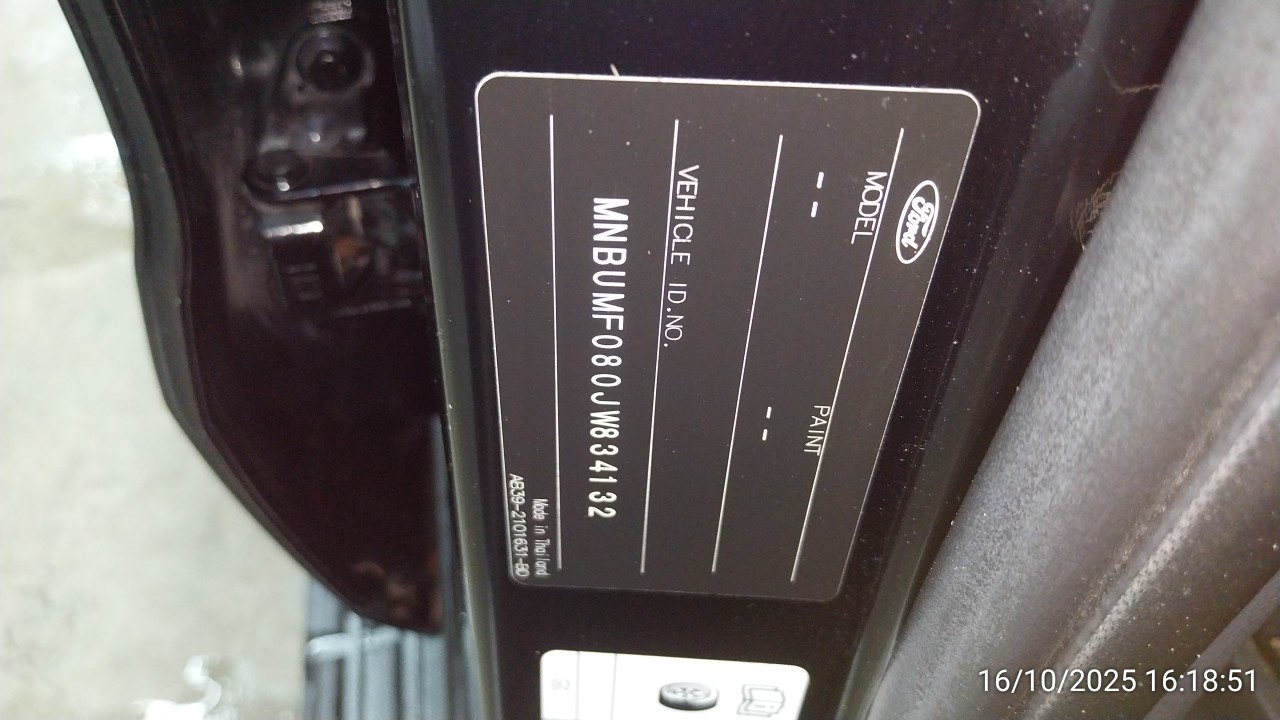 Ford
MODEL
PAINT
-- --
VEHICLE ID.NO.
MNBUMF080JW834132
Made in Thailand
AB39-2101631-BD
16/10/2025 16:18:51